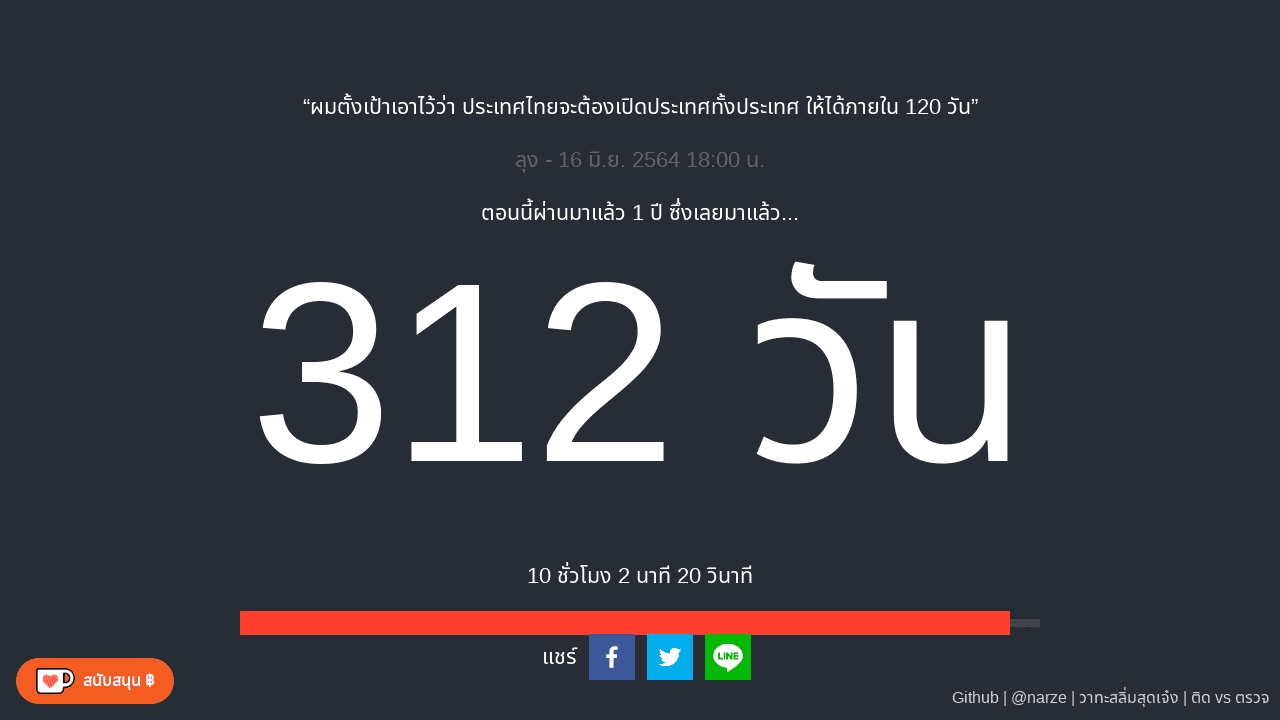 “ผมตั้งเป้าเอาไว้ว่า ประเทศไทยจะต้องเปิดประเทศทั้งประเทศ ให้ได้ภายใน 120 วัน”
ลุง - 16 มิ.ย. 2564 18:00 น.
ตอนนี้ผ่านมาแล้ว 1 ปี ซึ่งเลยมาแล้ว...
312 วัน
10 ชั่วโมง 2 นาที 20 วินาที
แชร์
LINE
สนับสนุน ฿
Github | @narze | วาทะสลิ่มสุดเจ๋ง | ติด vs ตรวจ